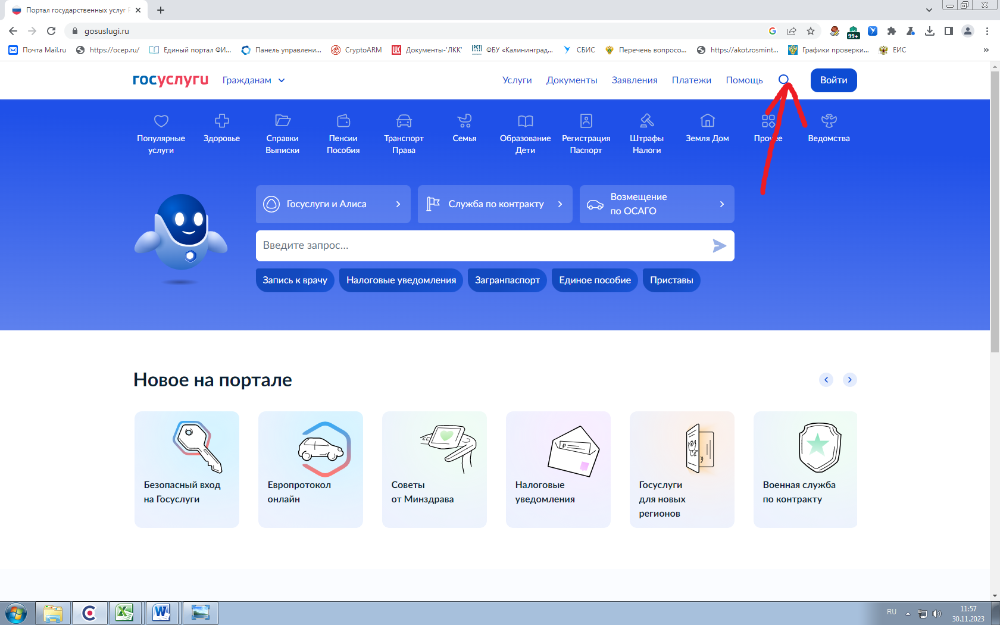 Портал государственных услуг
gosuslugi.ru
99+
Почта Mail.ru
https://ocep.ru/
Единый портал ФИ...
Панель управлени...
CryptoARM
Документы-'ЛКК'
ФБУ «Калининград...
СБИС
Перечень вопросо...
https://akot.rosmint...
Графики проверки...
ЕИС
госуслуги
Гражданам
Услуги
Документы
Заявления
Платежи
Помощь
Войти
Популярные
услуги
Здоровье
Справки
Выписки
Пенсии
Пособия
Транспорт
Права
Семья
Образование
Дети
Регистрация
Паспорт
Штрафы
Налоги
Земля Дом
Прочее
Ведомства
Госуслуги и Алиса
Служба по контракту
Возмещение
по ОСАГО
Введите запрос...
Запись к врачу
Налоговые уведомления
Загранпаспорт
Единое пособие
Приставы
Новое на портале
Безопасный вход
на Госуслуги
Европротокол
онлайн
Советы
от Минздрава
Налоговые
уведомления
Госуслуги
для новых
регионов
Военная служба
по контракту
RU
11:57
30.11.2023